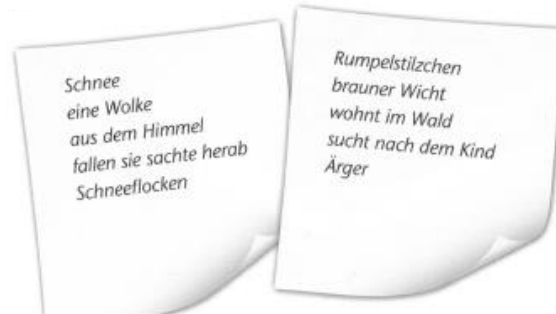 Schnee
eine Wolke
aus dem Himmel
fallen sie sachte herab
Schneeflocken
Rumpelstilzchen
brauner Wicht
wohnt im Wald
sucht nach dem Kind
Ärger